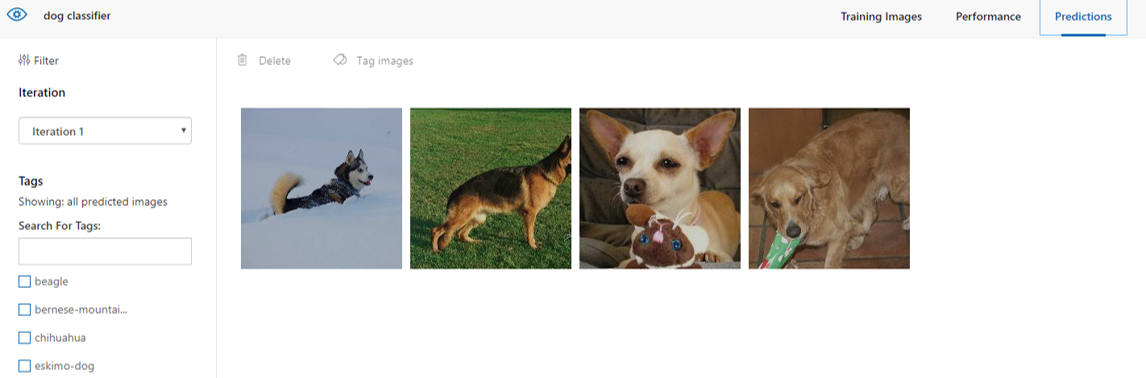 dog classifier
Training Images
Performance
Predictions
Filter
Delete
Tag images
Iteration
Iteration 1
Tags
Showing: all predicted images
Search For Tags:
beagle
bernese-mountai...
chihuahua
eskimo-dog